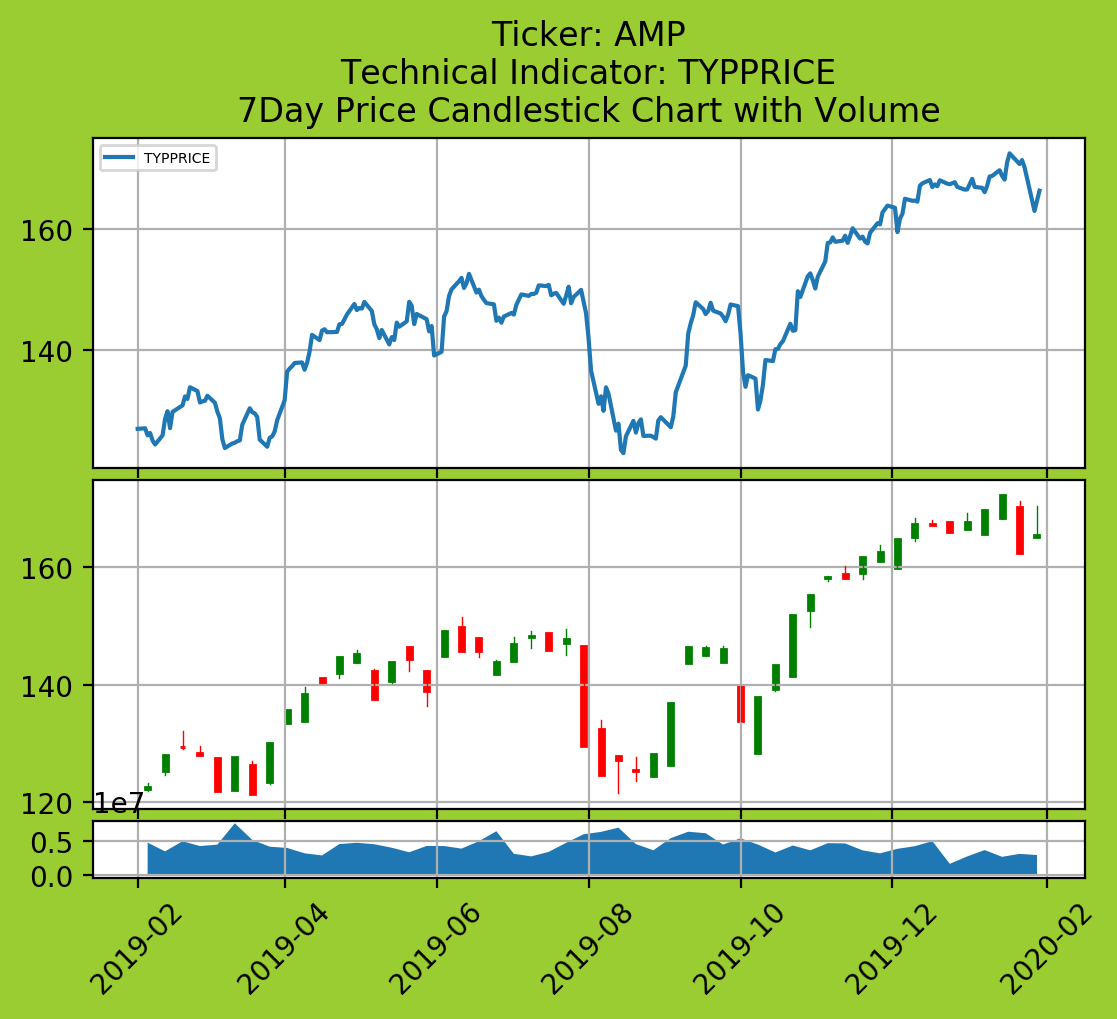 Ticker: AMP
Technical Indicator: TYPPRICE
7Day Price Candlestick Chart with Volume
TYPPRICE
160
140
160
140
120
1e7
0.5
0.0
2019-02
2019-04
2019-06
2019-08
2019-10
2019-12
2020-02